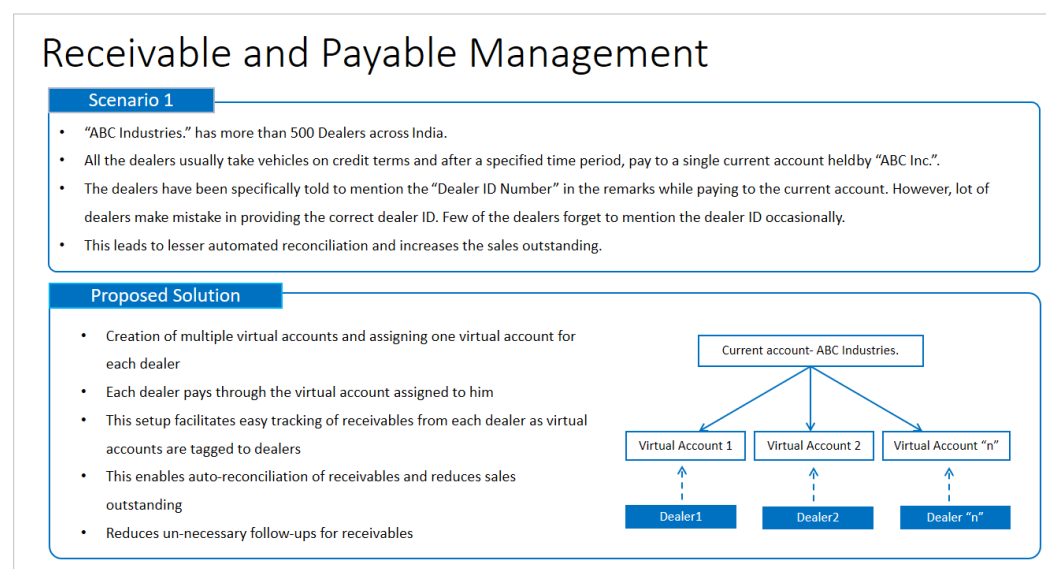 Receivable and Payable Management
Scenario 1
• “ABC Industries.” has more than 500 Dealers across India.
• All the dealers usually take vehicles on credit terms and after a specified time period, pay to a single current account heldby “ABC Inc.”.
• The dealers have been specifically told to mention the “Dealer ID Number” in the remarks while paying to the current account. However, lot of
dealers make mistake in providing the correct dealer ID. Few of the dealers forget to mention the dealer ID occasionally.
• This leads to lesser automated reconciliation and increases the sales outstanding.
Proposed Solution
• Creation of multiple virtual accounts and assigning one virtual account for
each dealer
• Each dealer pays through the virtual account assigned to him
• This setup facilitates easy tracking of receivables from each dealer as virtual
accounts are tagged to dealers
• This enables auto-reconciliation of receivables and reduces sales
outstanding
• Reduces un-necessary follow-ups for receivables
Current account- ABC Industries.
Virtual Account 1
Virtual Account 2
Virtual Account “n”
Dealer1
Dealer2
Dealer “n”